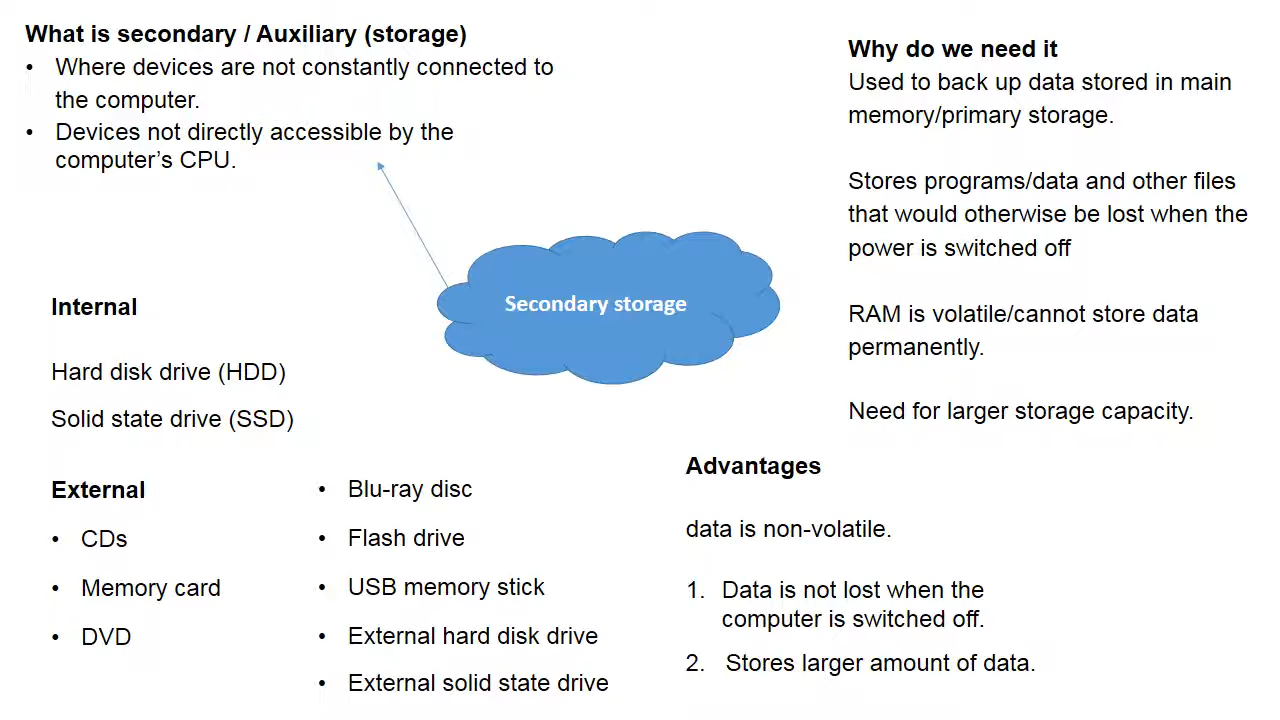 What is secondary / Auxiliary (storage)
• Where devices are not constantly connected to
the computer.
• Devices not directly accessible by the
computer’s CPU.
Why do we need it
Used to back up data stored in main
memory/primary storage.
Stores programs/data and other files
that would otherwise be lost when the
power is switched off
RAM is volatile/cannot store data
permanently.
Need for larger storage capacity.
Secondary storage
Internal
Hard disk drive (HDD)
Solid state drive (SSD)
External
• CDs
• Memory card
• DVD
• Blu-ray disc
• Flash drive
• USB memory stick
• External hard disk drive
• External solid state drive
Advantages
data is non-volatile.
1. Data is not lost when the
computer is switched off.
2. Stores larger amount of data.